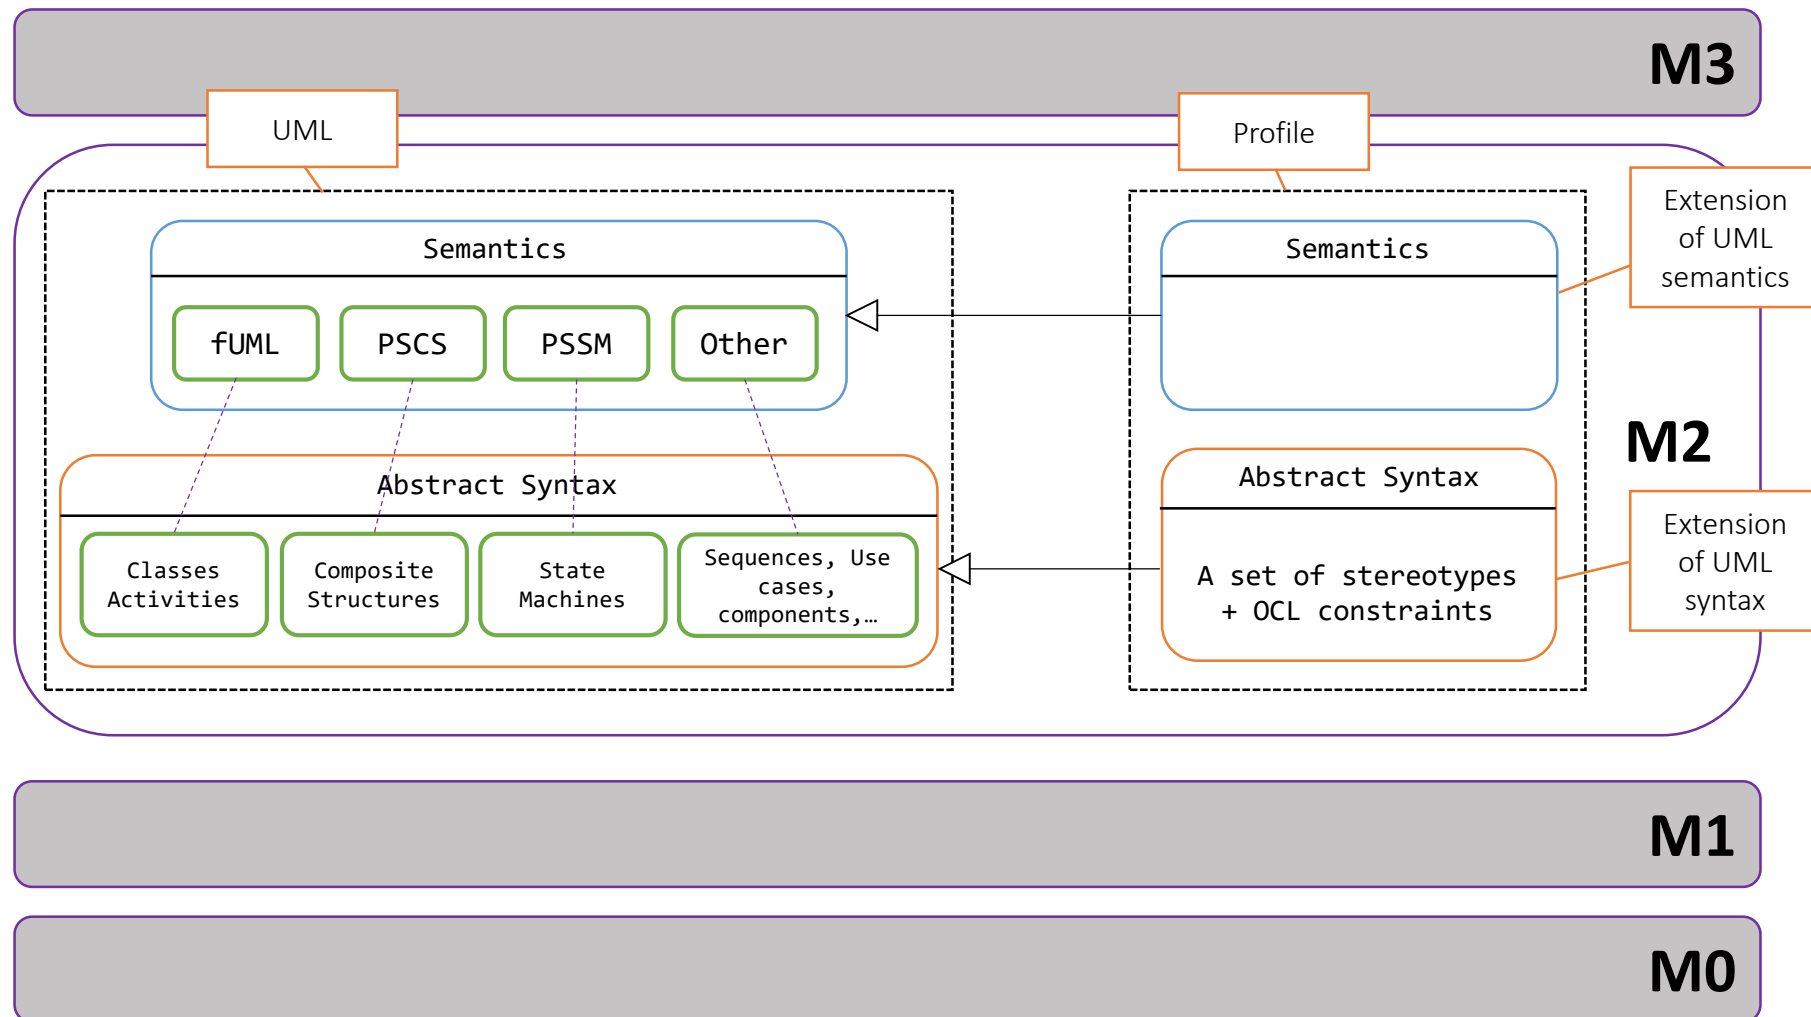 M3
UML
Profile
Extension
of UML
semantics
Semantics
fUML
PSCS
PSSM
Other
Semantics
M2
Abstract Syntax
Classes
Activities
Composite
Structures
State
Machines
Sequences, Use
cases,
components,…
Abstract Syntax
A set of stereotypes
+ OCL constraints
Extension
of UML
syntax
M1
M0